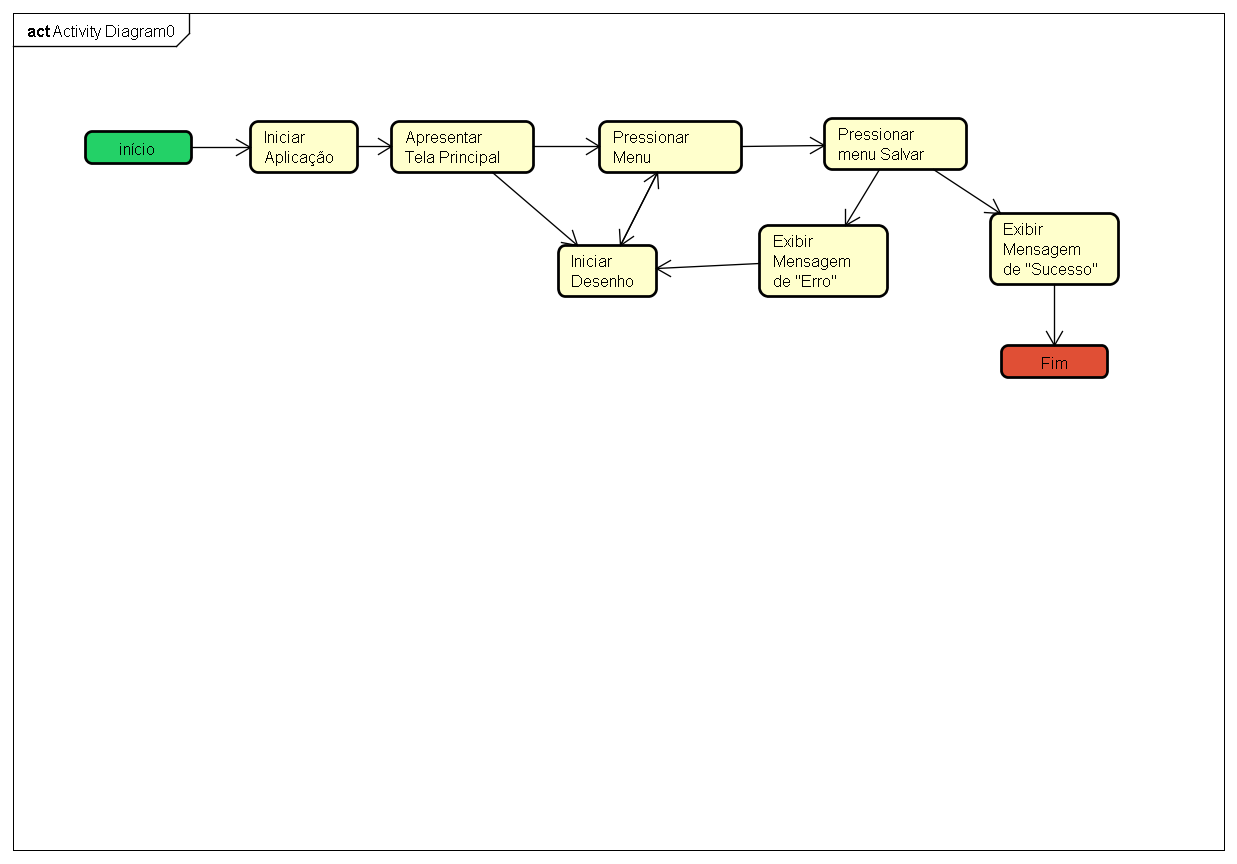 act Activity Diagram0
início
Iniciar
Aplicação
Apresentar
Tela Principal
Pressionar
Menu
Pressionar
menu Salvar
Iniciar
Desenho
Exibir
Mensagem
de "Erro"
Exibir
Mensagem
de "Sucesso"
Fim